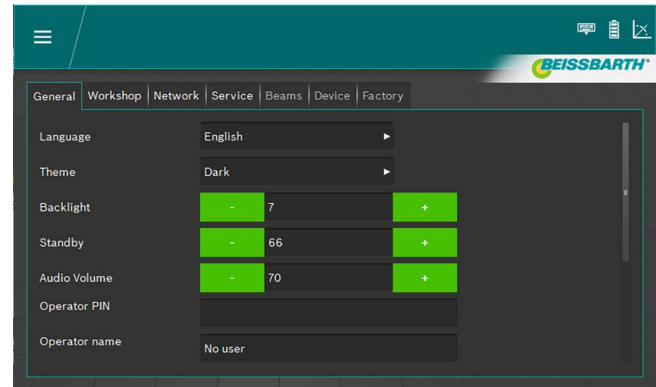 BEISSBARTH
General Workshop Network Service Beams Device Factory
Language English
Theme Dark
Backlight - 7 +
Standby - 66 +
Audio Volume - 70 +
Operator PIN
Operator name No user